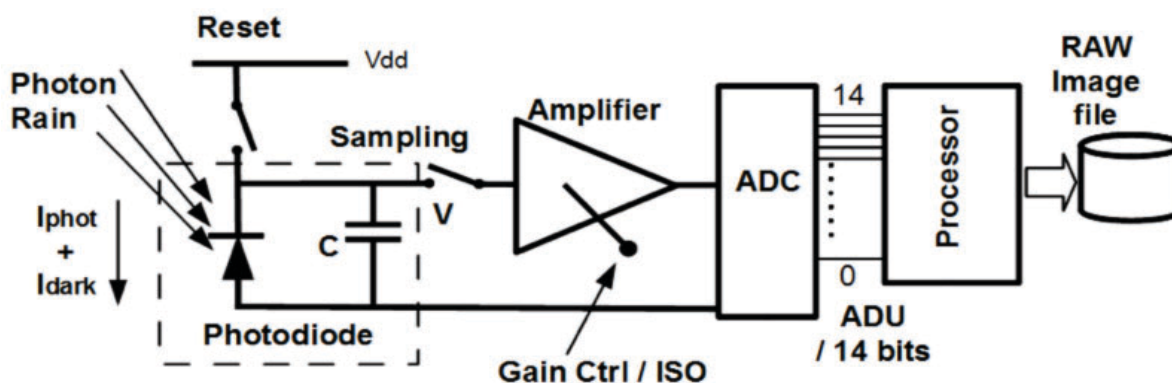 Reset
Vdd
Photon
Rain
Iphot
+
Idark
Sampling
V
C
Photodiode
Amplifier
Gain Ctrl / ISO
ADC
14
0
ADU
/ 14 bits
Processor
RAW
Image
file